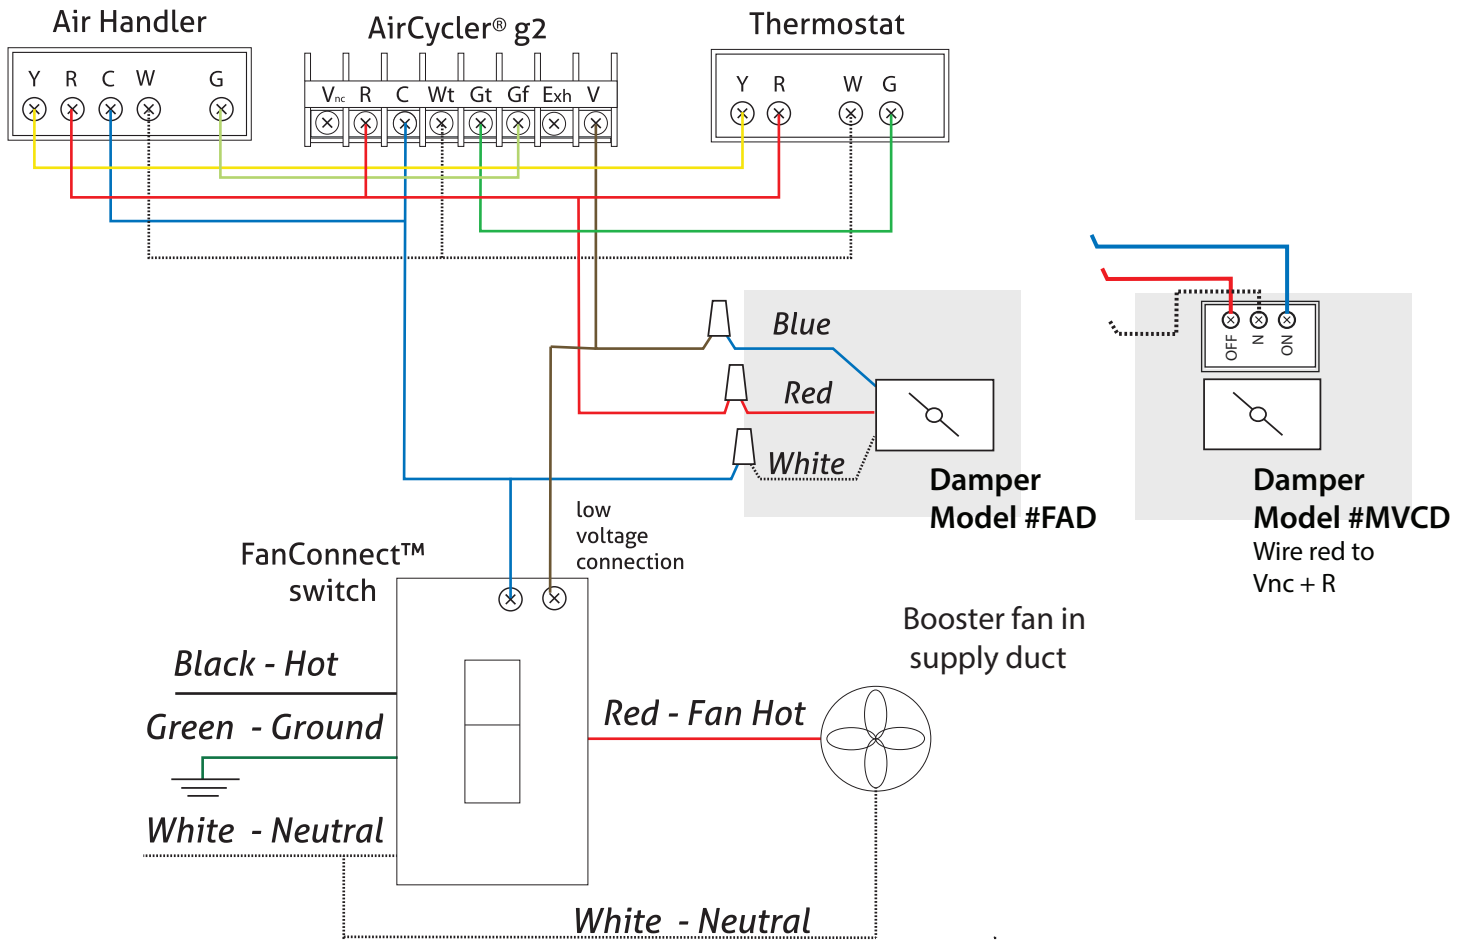 Air Handler
AirCycler® g2
Thermostat
Y R C W G
Vnc R C Wt Gt Gf Exh V
Y R W G
Blue
Red
White
Damper
Model #FAD
OFF N ON
Damper
Model #MVCD
Wire red to
Vnc + R
low
voltage
connection
FanConnect™
switch
Booster fan in
supply duct
Black - Hot
Green - Ground
Red - Fan Hot
White - Neutral
White - Neutral